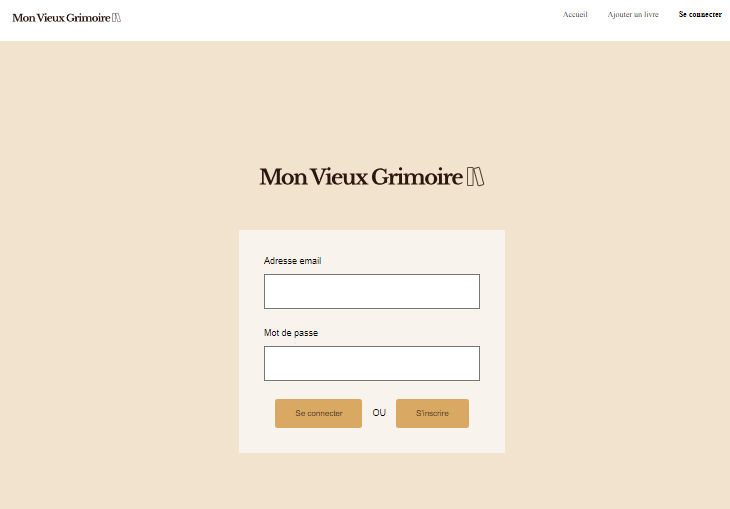 Mon Vieux Grimoire
Accueil Ajouter un livre Se connecter
Mon Vieux Grimoire
Adresse email
Mot de passe
Se connecter OU S'inscrire